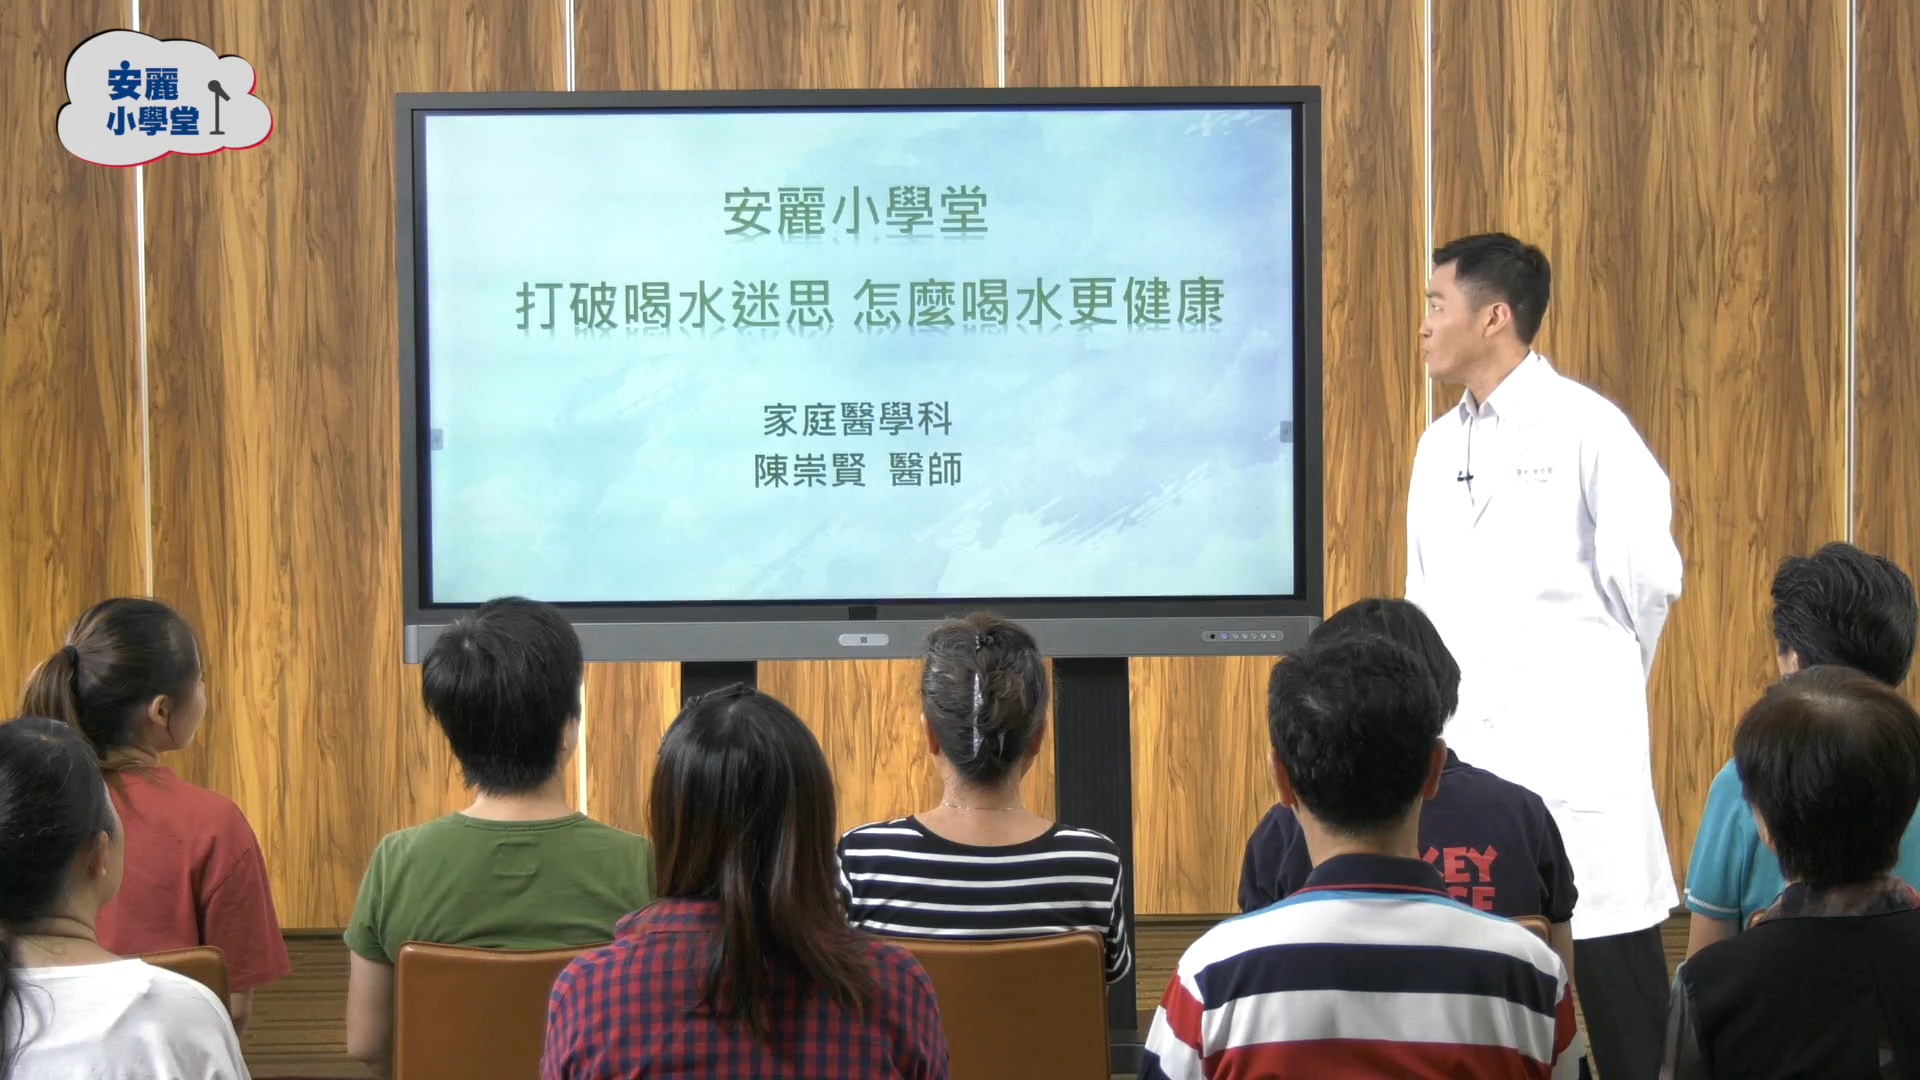 安麗
小學堂
安麗小學堂
打破喝水迷思 怎麼喝水更健康
家庭醫學科
陳崇賢 醫師
KEY